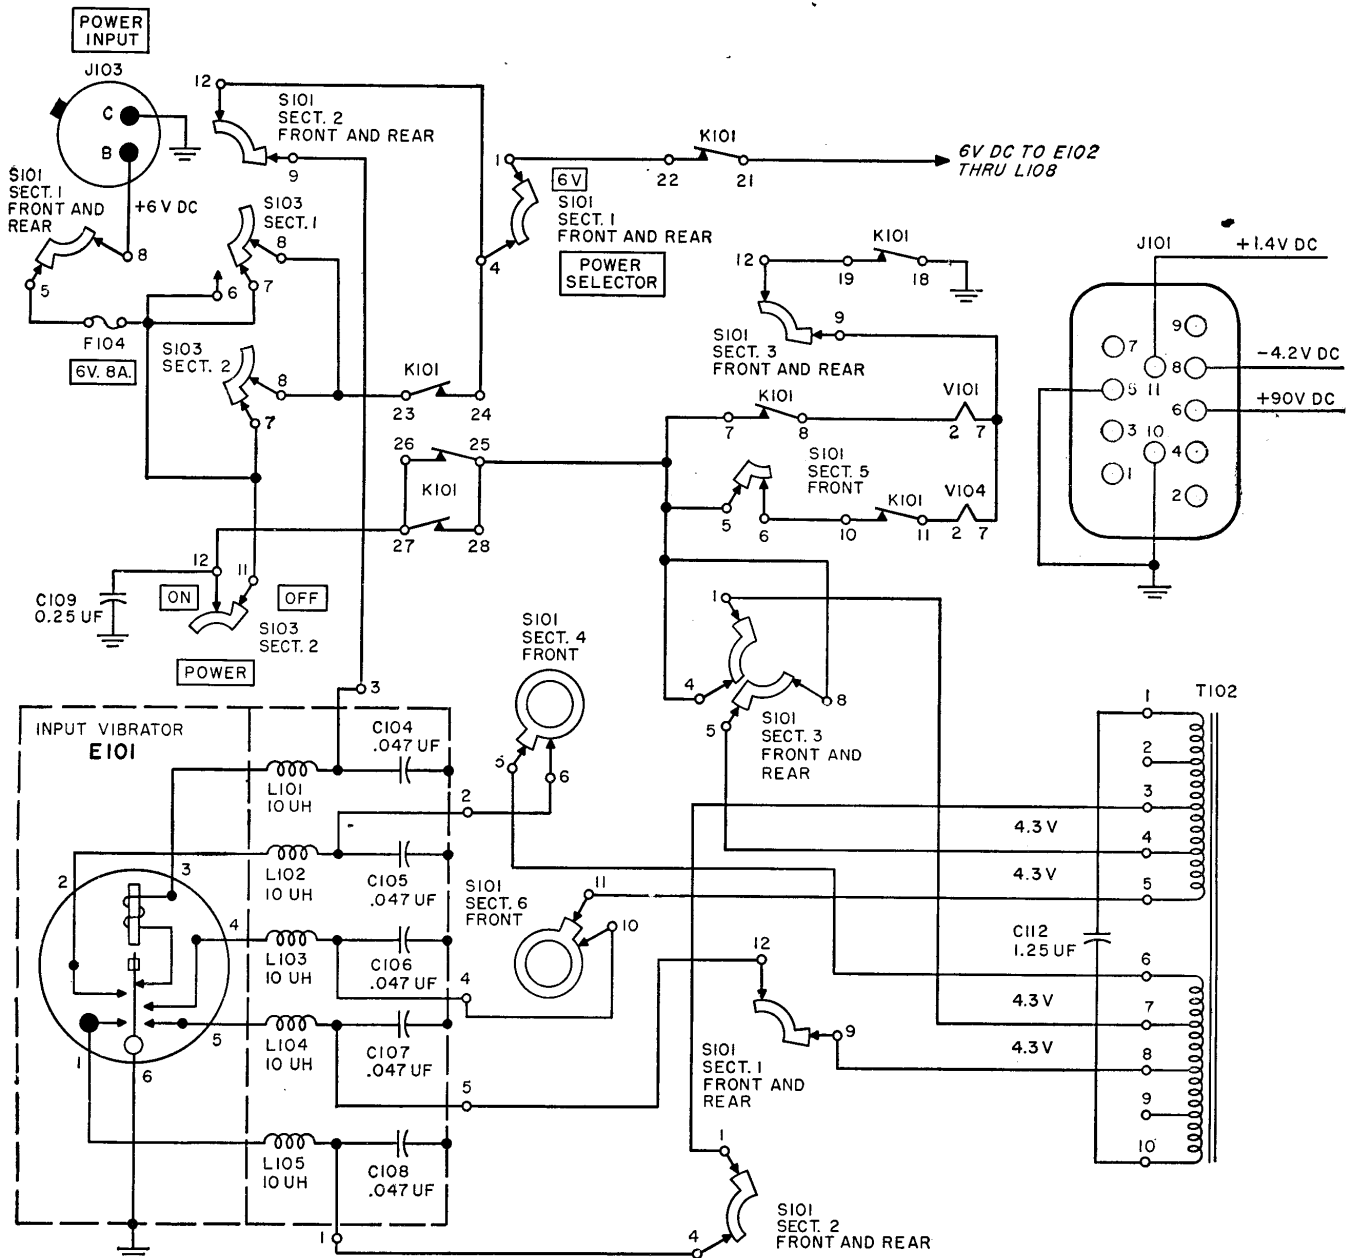 POWER
INPUT
J103
C
B
+6 V DC
S101
SECT. 1
FRONT AND
REAR
8
5
F104
6V. 8A.
12
S101
SECT. 2
FRONT AND REAR
9
S103
SECT. 1
8
6
7
S103
SECT. 2
8
7
K101
23
24
26
25
K101
27
28
1
6V
S101
SECT. 1
FRONT AND REAR
4
POWER
SELECTOR
K101
22
21
6V DC TO E102
THRU L108
12
K101
19
18
S101
SECT. 3
FRONT AND REAR
9
K101
7
8
V101
2
7
S101
SECT. 5
FRONT
5
6
K101
10
11
V104
2
7
J101
+1.4V DC
-4.2V DC
+90V DC
9
7
8
5
11
6
3
10
4
1
2
12
11
ON
OFF
C109
0.25 UF
S103
SECT. 2
POWER
3
S101
SECT. 4
FRONT
5
6
1
4
8
5
S101
SECT. 3
FRONT AND
REAR
INPUT VIBRATOR
E101
C104
.047 UF
L101
10 UH
2
L102
10 UH
C105
.047 UF
L103
10 UH
C106
.047 UF
4
L104
10 UH
C107
.047 UF
5
L105
10 UH
C108
.047 UF
1
2
3
4
1
5
6
S101
SECT. 6
FRONT
11
10
12
9
S101
SECT. 1
FRONT AND
REAR
1
4
S101
SECT. 2
FRONT AND REAR
T102
1
2
3
4.3 V
4
4.3 V
5
C112
1.25 UF
6
4.3 V
7
4.3 V
8
9
10